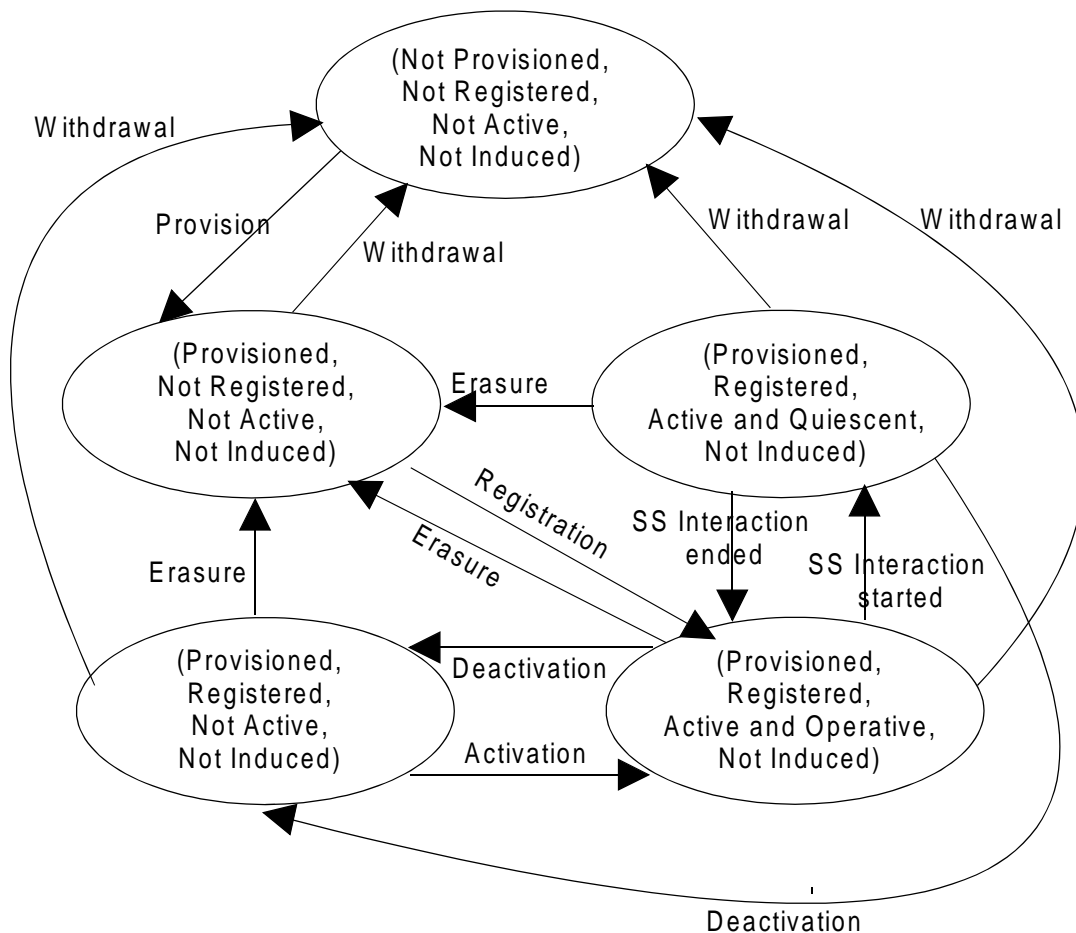 (Not Provisioned,
Not Registered,
Not Active,
Not Induced)
Withdrawal
Provision
Withdrawal
Withdrawal
Withdrawal
(Provisioned,
Not Registered,
Not Active,
Not Induced)
Erasure
(Provisioned,
Registered,
Active and Quiescent,
Not Induced)
Registration
Erasure
SS Interaction
ended
SS Interaction
started
Erasure
(Provisioned,
Registered,
Not Active,
Not Induced)
Deactivation
Activation
(Provisioned,
Registered,
Active and Operative,
Not Induced)
Deactivation